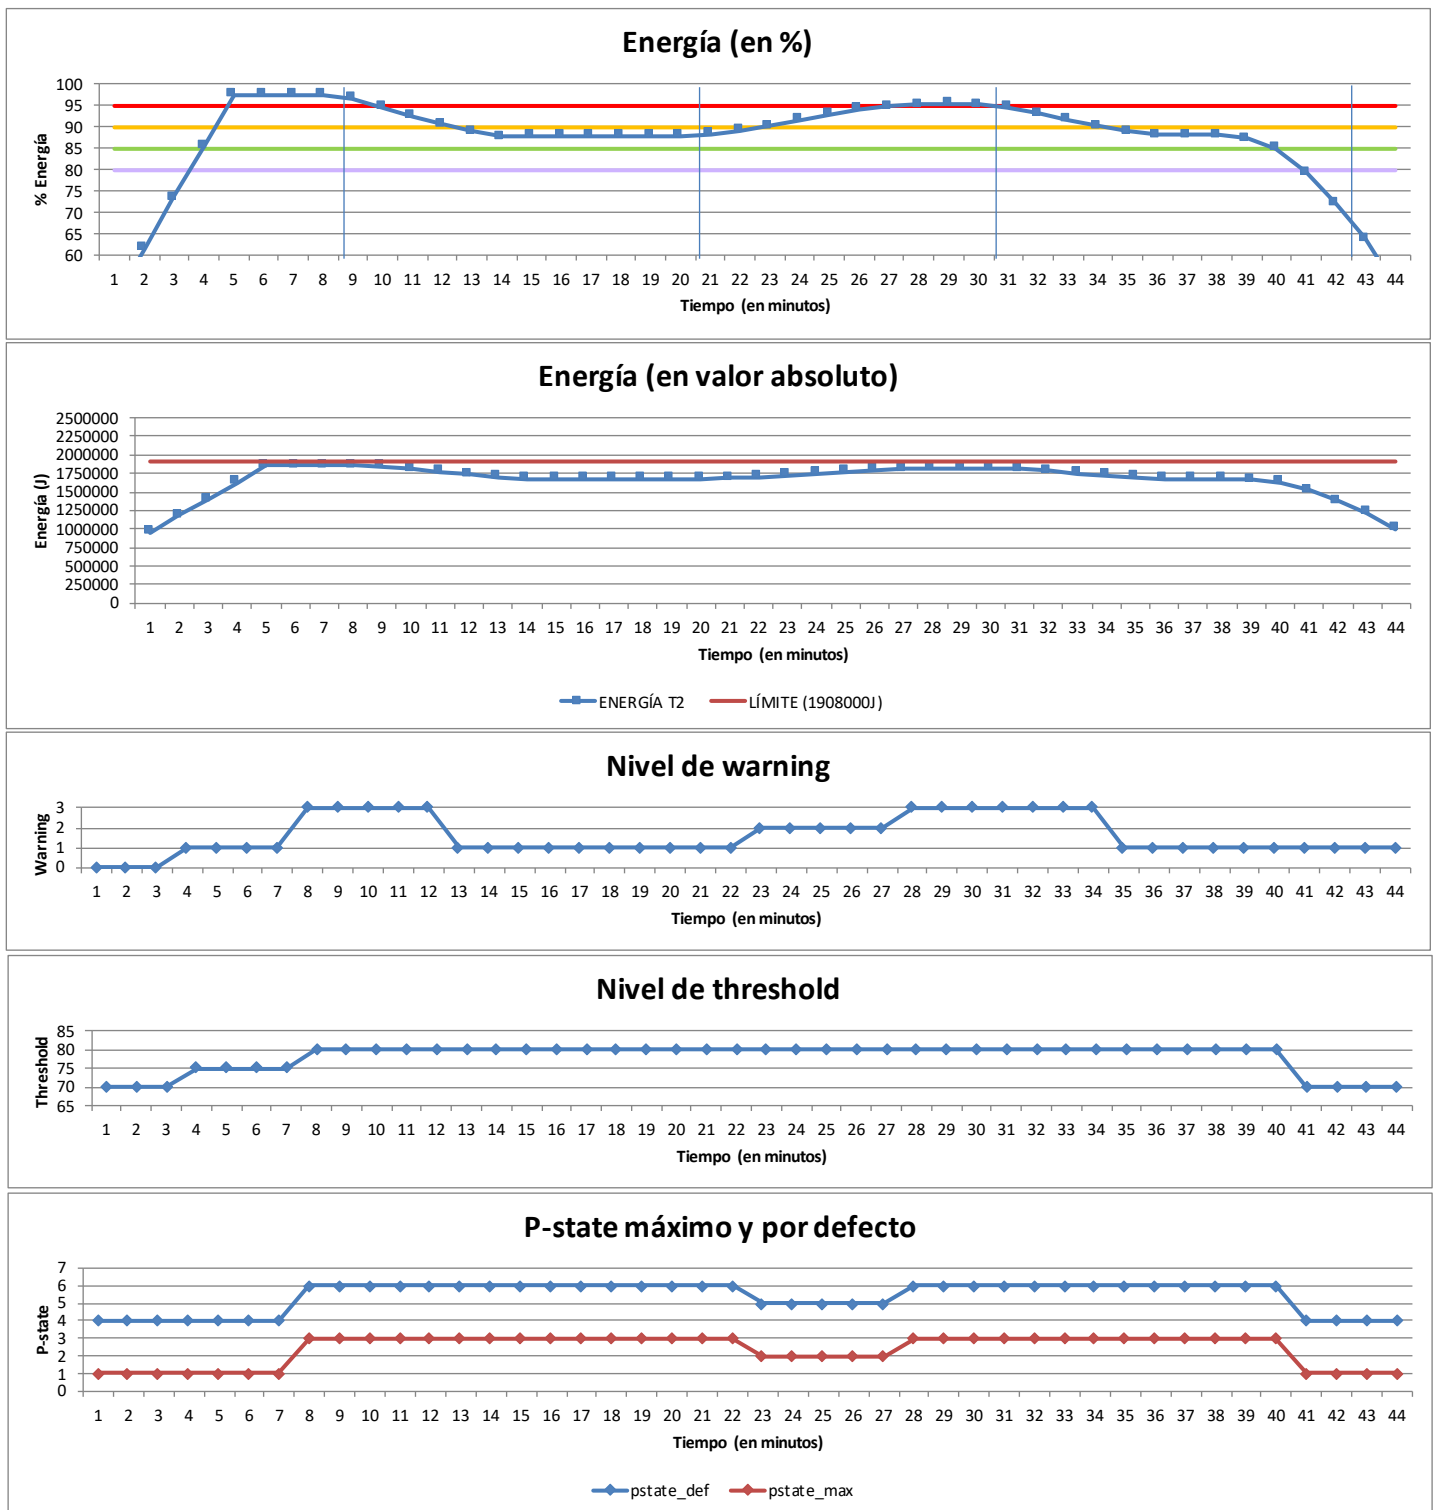 Energía (en %)
100
95
90
85
80
75
70
65
60
% Energía
1 2 3 4 5 6 7 8 9 10 11 12 13 14 15 16 17 18 19 20 21 22 23 24 25 26 27 28 29 30 31 32 33 34 35 36 37 38 39 40 41 42 43 44
Tiempo (en minutos)
Energía (en valor absoluto)
2500000
2250000
2000000
1750000
1500000
1250000
1000000
750000
500000
250000
0
Energía (J)
1 2 3 4 5 6 7 8 9 10 11 12 13 14 15 16 17 18 19 20 21 22 23 24 25 26 27 28 29 30 31 32 33 34 35 36 37 38 39 40 41 42 43 44
Tiempo (en minutos)
ENERGÍA T2 LÍMITE (1908000J)
Nivel de warning
3
2
1
0
Warning
1 2 3 4 5 6 7 8 9 10 11 12 13 14 15 16 17 18 19 20 21 22 23 24 25 26 27 28 29 30 31 32 33 34 35 36 37 38 39 40 41 42 43 44
Tiempo (en minutos)
Nivel de threshold
85
80
75
70
65
Threshold
1 2 3 4 5 6 7 8 9 10 11 12 13 14 15 16 17 18 19 20 21 22 23 24 25 26 27 28 29 30 31 32 33 34 35 36 37 38 39 40 41 42 43 44
Tiempo (en minutos)
P-state máximo y por defecto
7
6
5
4
3
2
1
0
P-state
1 2 3 4 5 6 7 8 9 10 11 12 13 14 15 16 17 18 19 20 21 22 23 24 25 26 27 28 29 30 31 32 33 34 35 36 37 38 39 40 41 42 43 44
Tiempo (en minutos)
pstate_def pstate_max